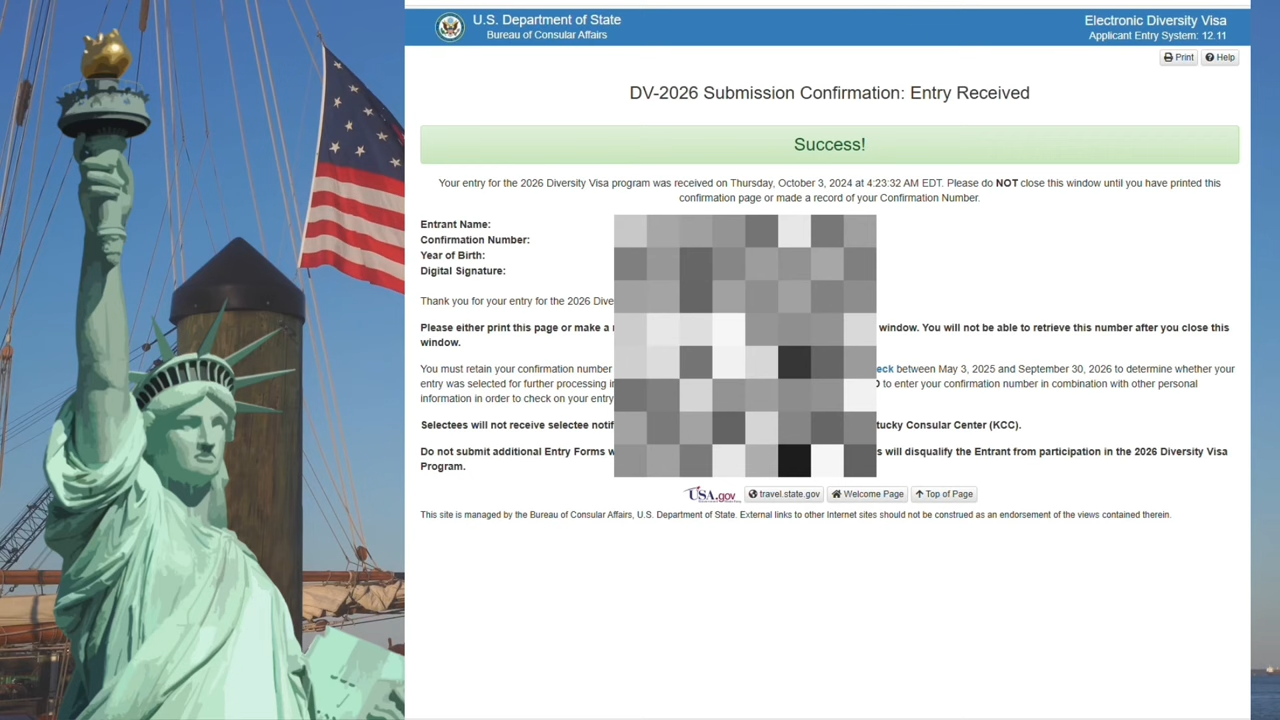 U.S. Department of State
Bureau of Consular Affairs
Electronic Diversity Visa
Applicant Entry System: 12.11
Print
Help
DV-2026 Submission Confirmation: Entry Received
Success!
Your entry for the 2026 Diversity Visa program was received on Thursday, October 3, 2024 at 4:23:32 AM EDT. Please do NOT close this window until you have printed this
confirmation page or made a record of your Confirmation Number.
Entrant Name:
Confirmation Number:
Year of Birth:
Digital Signature:
Thank you for your entry for the 2026 Dive
Please either print this page or make a window. You will not be able to retrieve this number after you close this
window.
You must retain your confirmation number eck between May 3, 2025 and September 30, 2026 to determine whether your
entry was selected for further processing to enter your confirmation number in combination with other personal
information in order to check on your entry
Selectees will not receive selectee notif tucky Consular Center (KCC).
Do not submit additional Entry Forms s will disqualify the Entrant from participation in the 2026 Diversity Visa
Program.
USA.gov
travel.state.gov
Welcome Page
Top of Page
This site is managed by the Bureau of Consular Affairs, U.S. Department of State. External links to other Internet sites should not be construed as an endorsement of the views contained therein.